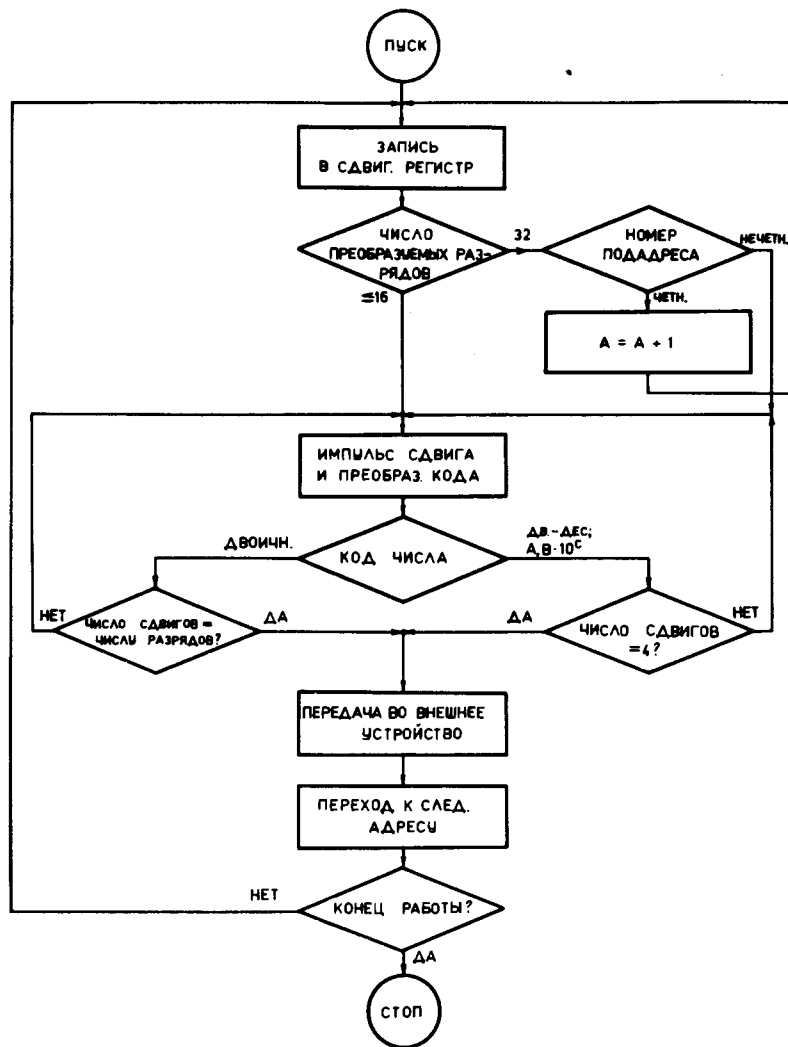 ПУСК
ЗАПИСЬ
В СДВИГ. РЕГИСТР
ЧИСЛО
ПРЕОБРАЗУЕМЫХ РАЗ-
РЯДОВ
32
≤16
НОМЕР
ПОДАДРЕСА
НЕЧЕТН.
ЧЕТН.
А = А + 1
ИМПУЛЬС СДВИГА
И ПРЕОБРАЗ. КОДА
КОД ЧИСЛА
ДВОИЧН.
ДВ.-ДЕС;
А,В·10ᶜ
НЕТ
ЧИСЛО СДВИГОВ =
ЧИСЛУ РАЗРЯДОВ?
ДА
ДА
ЧИСЛО СДВИГОВ
=4?
НЕТ
ПЕРЕДАЧА ВО ВНЕШНЕЕ
УСТРОЙСТВО
ПЕРЕХОД К СЛЕД.
АДРЕСУ
НЕТ
КОНЕЦ РАБОТЫ?
ДА
СТОП